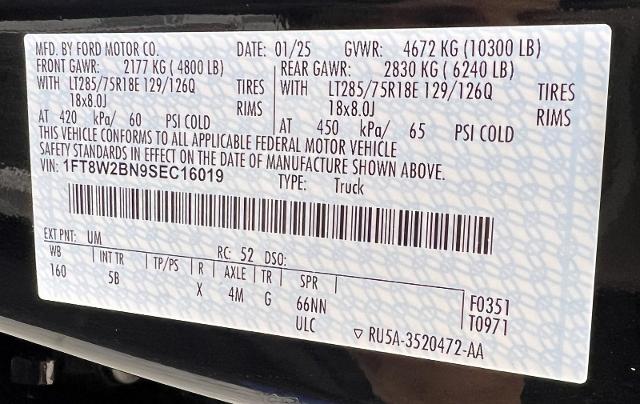 MFD. BY FORD MOTOR CO. DATE: 01/25 GVWR: 4672 KG (10300 LB)
FRONT GAWR: 2177 KG (4800 LB) REAR GAWR: 2830 KG (6240 LB)
WITH LT285/75R18E 129/126Q TIRES WITH LT285/75R18E 129/126Q TIRES
18x8.0J RIMS 18x8.0J RIMS
AT 420 kPa/ 60 PSI COLD AT 450 kPa/ 65 PSI COLD
THIS VEHICLE CONFORMS TO ALL APPLICABLE FEDERAL MOTOR VEHICLE
SAFETY STANDARDS IN EFFECT ON THE DATE OF MANUFACTURE SHOWN ABOVE.
VIN: 1FT8W2BN9SEC16019 TYPE: Truck
EXT PNT: UM RC: 52 DSO:
WB INT TR TP/PS R AXLE TR SPR
160 5B X 4M G 66NN F0351
ULC T0971
RU5A-3520472-AA